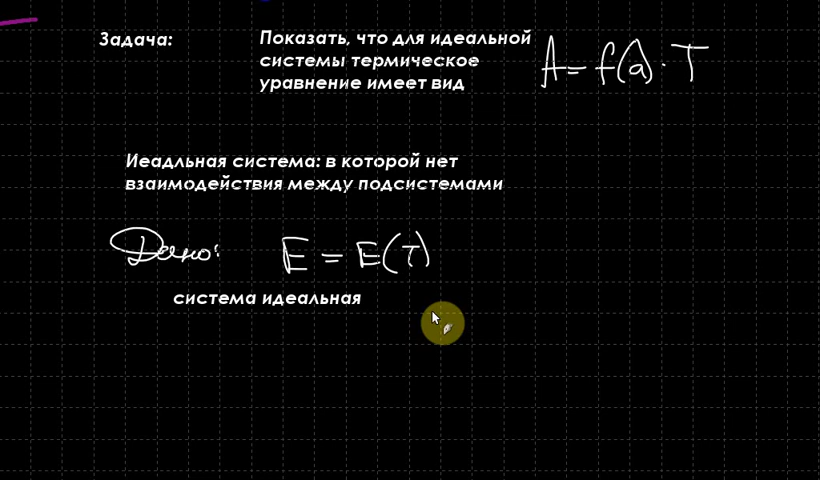 Задача:
Показать, что для идеальной
системы термическое
уравнение имеет вид
A = f(a) · T
Иеадльная система: в которой нет
взаимодействия между подсистемами
Дано: E = E(T)
система идеальная